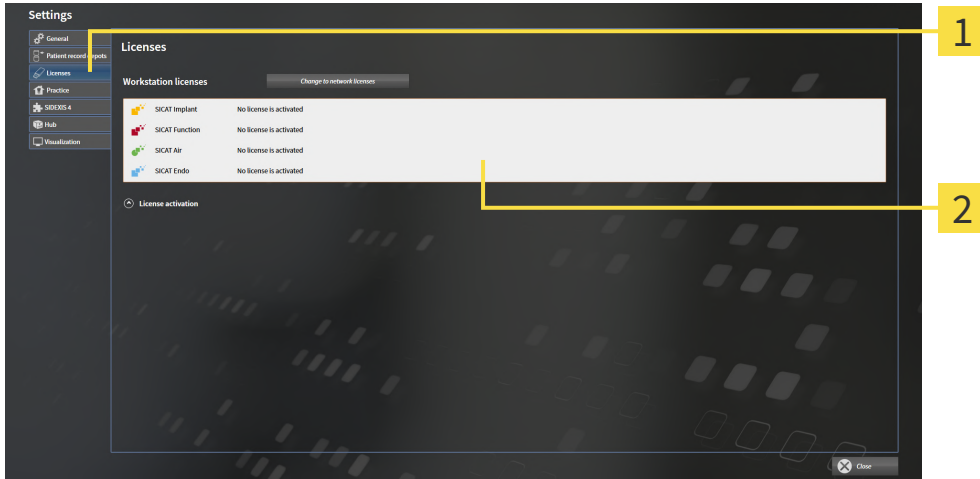 Settings
General
Patient record depots
Licenses
Practice
SIDEXIS 4
Hub
Visualization
Licenses
Workstation licenses Change to network licenses
SICAT Implant No license is activated
SICAT Function No license is activated
SICAT Air No license is activated
SICAT Endo No license is activated
License activation
Close
1
2